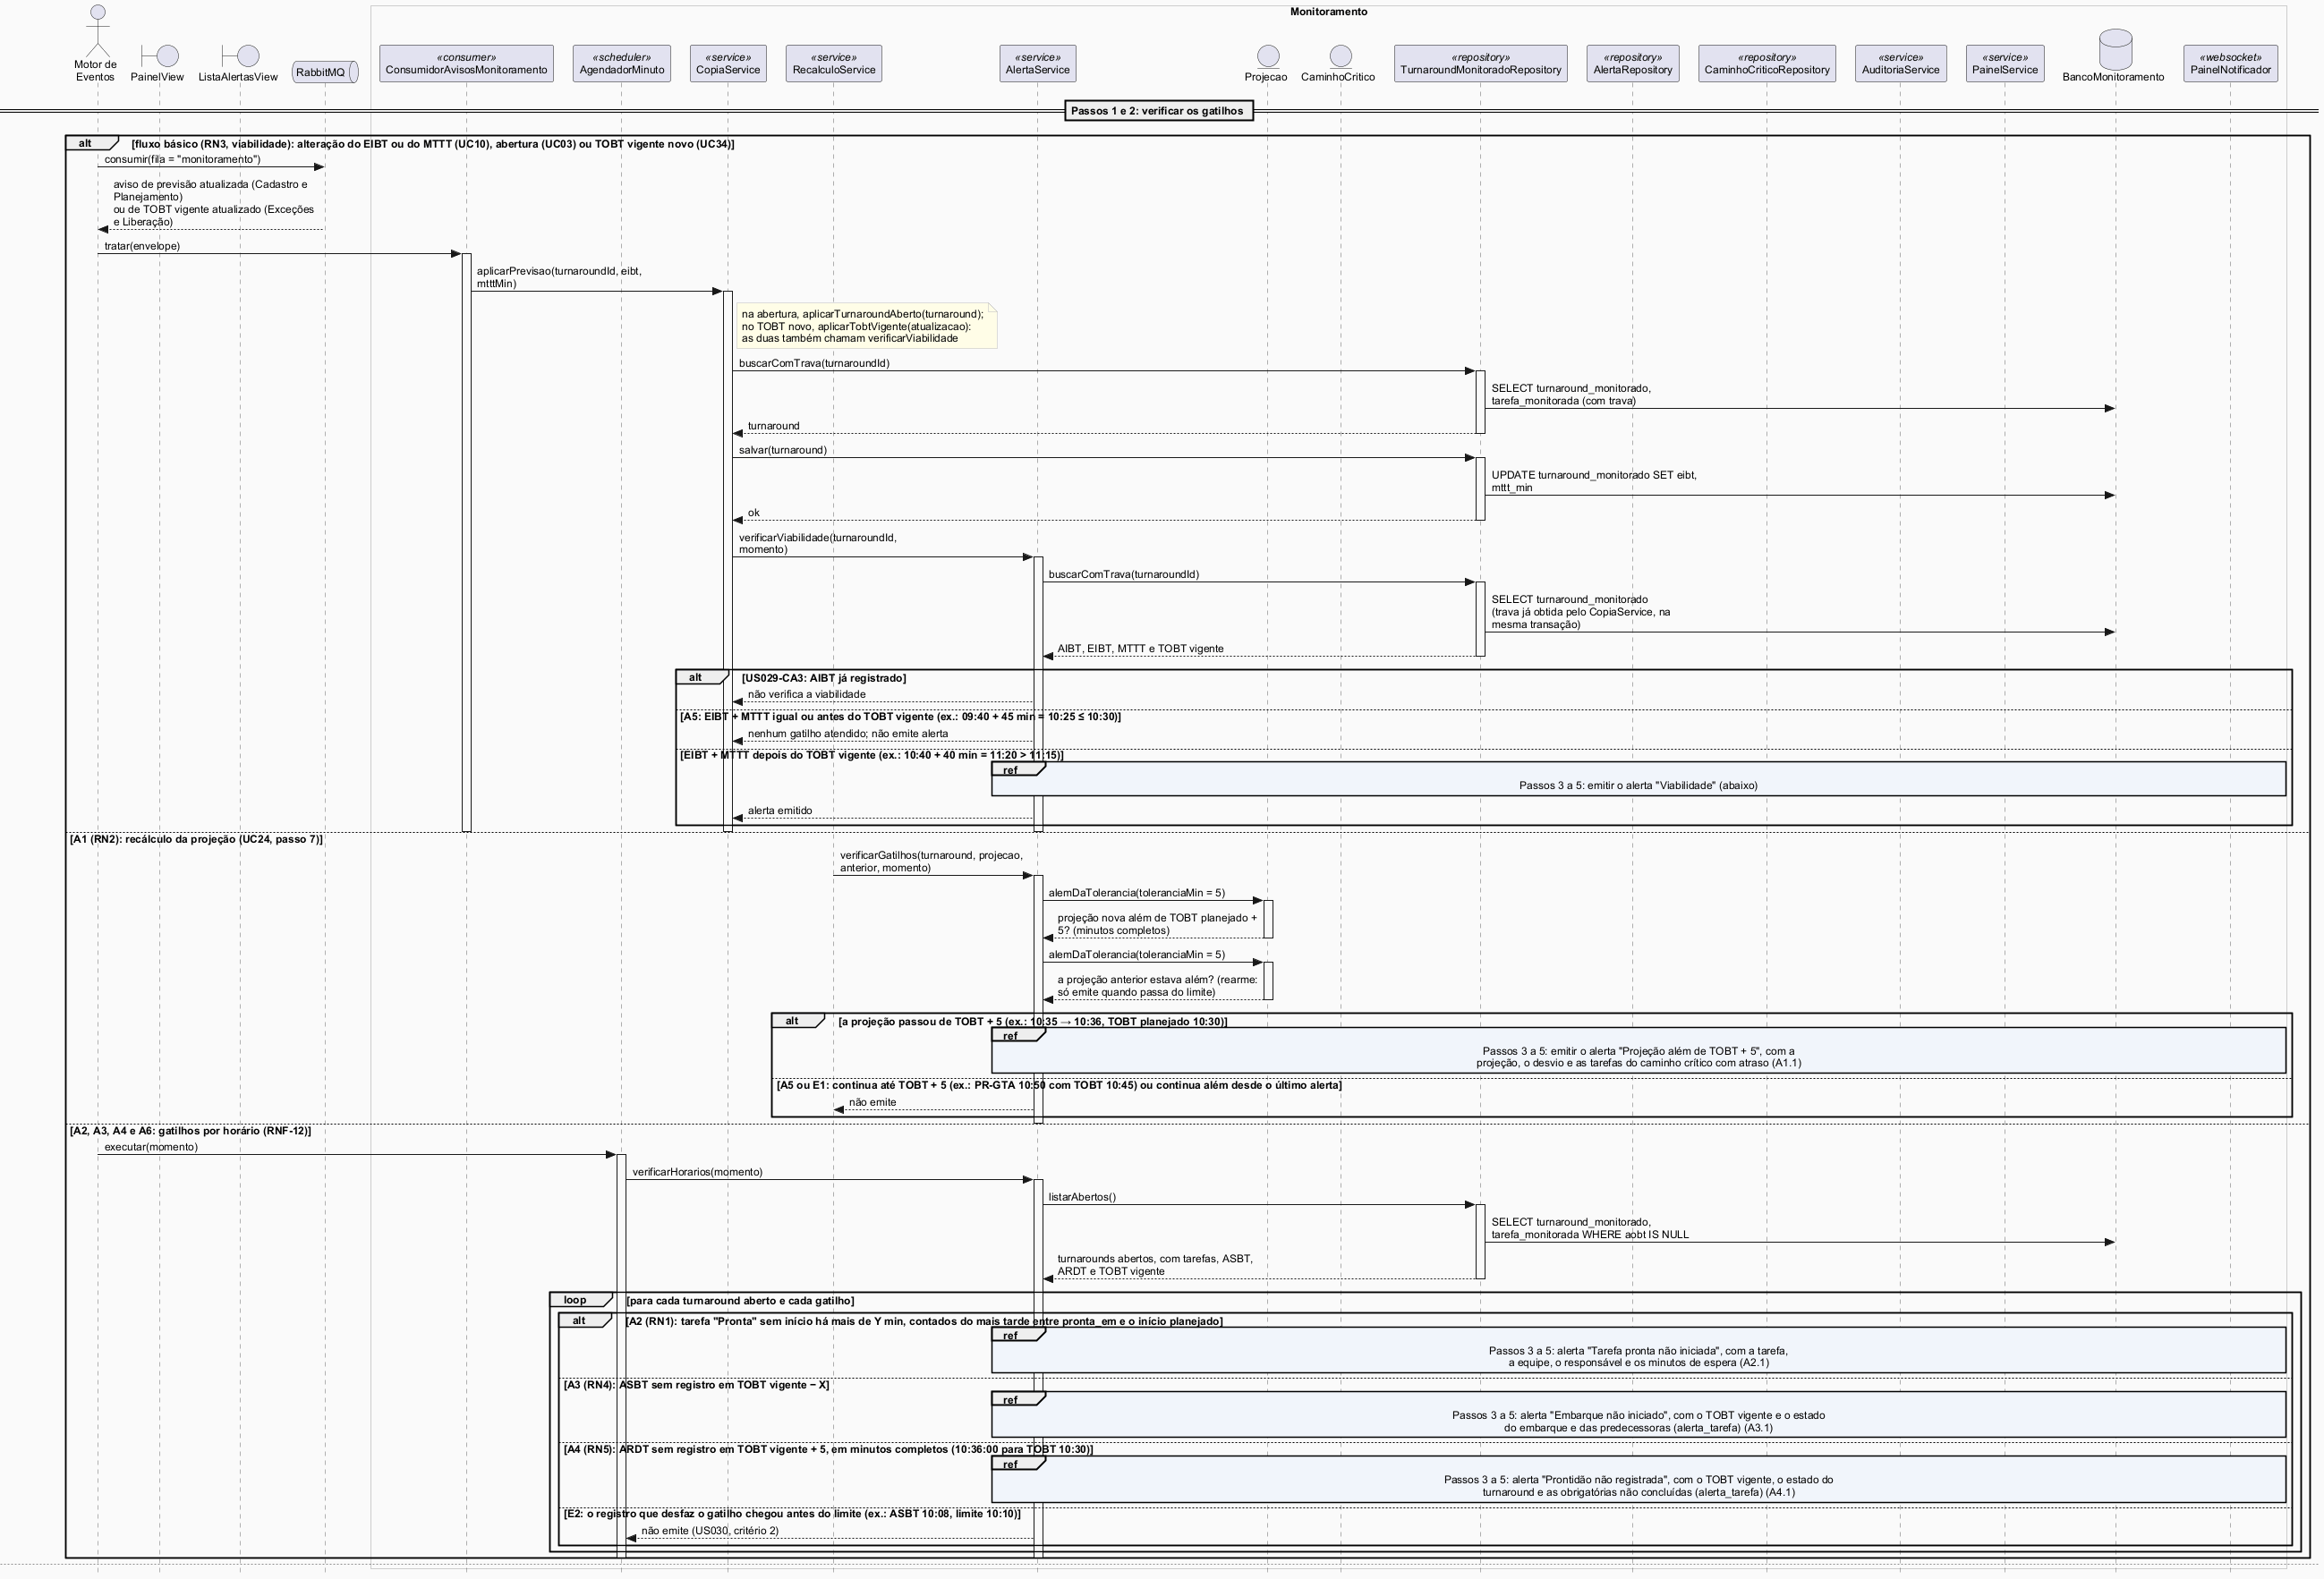 Monitoramento
Motor de
Eventos
PainelView
ListaAlertasView
RabbitMQ
«consumer»
ConsumidorAvisosMonitoramento
«scheduler»
AgendadorMinuto
«service»
CopiaService
«service»
RecalculoService
«service»
AlertaService
Projecao
CaminhoCritico
«repository»
TurnaroundMonitoradoRepository
«repository»
AlertaRepository
«repository»
CaminhoCriticoRepository
«service»
AuditoriaService
«service»
PainelService
BancoMonitoramento
«websocket»
PainelNotificador
Passos 1 e 2: verificar os gatilhos
alt
[fluxo básico (RN3, viabilidade): alteração do EIBT ou do MTTT (UC10), abertura (UC03) ou TOBT vigente novo (UC34)]
consumir(fila = "monitoramento")
aviso de previsão atualizada (Cadastro e
Planejamento)
ou de TOBT vigente atualizado (Exceções
e Liberação)
tratar(envelope)
aplicarPrevisao(turnaroundId, eibt,
mtttMin)
na abertura, aplicarTurnaroundAberto(turnaround);
no TOBT novo, aplicarTobtVigente(atualizacao):
as duas também chamam verificarViabilidade
buscarComTrava(turnaroundId)
SELECT turnaround_monitorado,
tarefa_monitorada (com trava)
turnaround
salvar(turnaround)
UPDATE turnaround_monitorado SET eibt,
mttt_min
ok
verificarViabilidade(turnaroundId,
momento)
buscarComTrava(turnaroundId)
SELECT turnaround_monitorado
(trava já obtida pelo CopiaService, na
mesma transação)
AIBT, EIBT, MTTT e TOBT vigente
alt
[US029-CA3: AIBT já registrado]
não verifica a viabilidade
[A5: EIBT + MTTT igual ou antes do TOBT vigente (ex.: 09:40 + 45 min = 10:25 ≤ 10:30)]
nenhum gatilho atendido; não emite alerta
[EIBT + MTTT depois do TOBT vigente (ex.: 10:40 + 40 min = 11:20 > 11:15)]
ref
Passos 3 a 5: emitir o alerta "Viabilidade" (abaixo)
alerta emitido
[A1 (RN2): recálculo da projeção (UC24, passo 7)]
verificarGatilhos(turnaround, projecao,
anterior, momento)
alemDaTolerancia(toleranciaMin = 5)
projeção nova além de TOBT planejado +
5? (minutos completos)
alemDaTolerancia(toleranciaMin = 5)
a projeção anterior estava além? (rearme:
só emite quando passa do limite)
alt
[a projeção passou de TOBT + 5 (ex.: 10:35 → 10:36, TOBT planejado 10:30)]
ref
Passos 3 a 5: emitir o alerta "Projeção além de TOBT + 5", com a
projeção, o desvio e as tarefas do caminho crítico com atraso (A1.1)
[A5 ou E1: continua até TOBT + 5 (ex.: PR-GTA 10:50 com TOBT 10:45) ou continua além desde o último alerta]
não emite
[A2, A3, A4 e A6: gatilhos por horário (RNF-12)]
executar(momento)
verificarHorarios(momento)
listarAbertos()
SELECT turnaround_monitorado,
tarefa_monitorada WHERE aobt IS NULL
turnarounds abertos, com tarefas, ASBT,
ARDT e TOBT vigente
loop
[para cada turnaround aberto e cada gatilho]
alt
[A2 (RN1): tarefa "Pronta" sem início há mais de Y min, contados do mais tarde entre pronta_em e o início planejado]
ref
Passos 3 a 5: alerta "Tarefa pronta não iniciada", com a tarefa,
a equipe, o responsável e os minutos de espera (A2.1)
[A3 (RN4): ASBT sem registro em TOBT vigente − X]
ref
Passos 3 a 5: alerta "Embarque não iniciado", com o TOBT vigente e o estado
do embarque e das predecessoras (alerta_tarefa) (A3.1)
[A4 (RN5): ARDT sem registro em TOBT vigente + 5, em minutos completos (10:36:00 para TOBT 10:30)]
ref
Passos 3 a 5: alerta "Prontidão não registrada", com o TOBT vigente, o estado do
turnaround e as obrigatórias não concluídas (alerta_tarefa) (A4.1)
[E2: o registro que desfaz o gatilho chegou antes do limite (ex.: ASBT 10:08, limite 10:10)]
não emite (US030, critério 2)